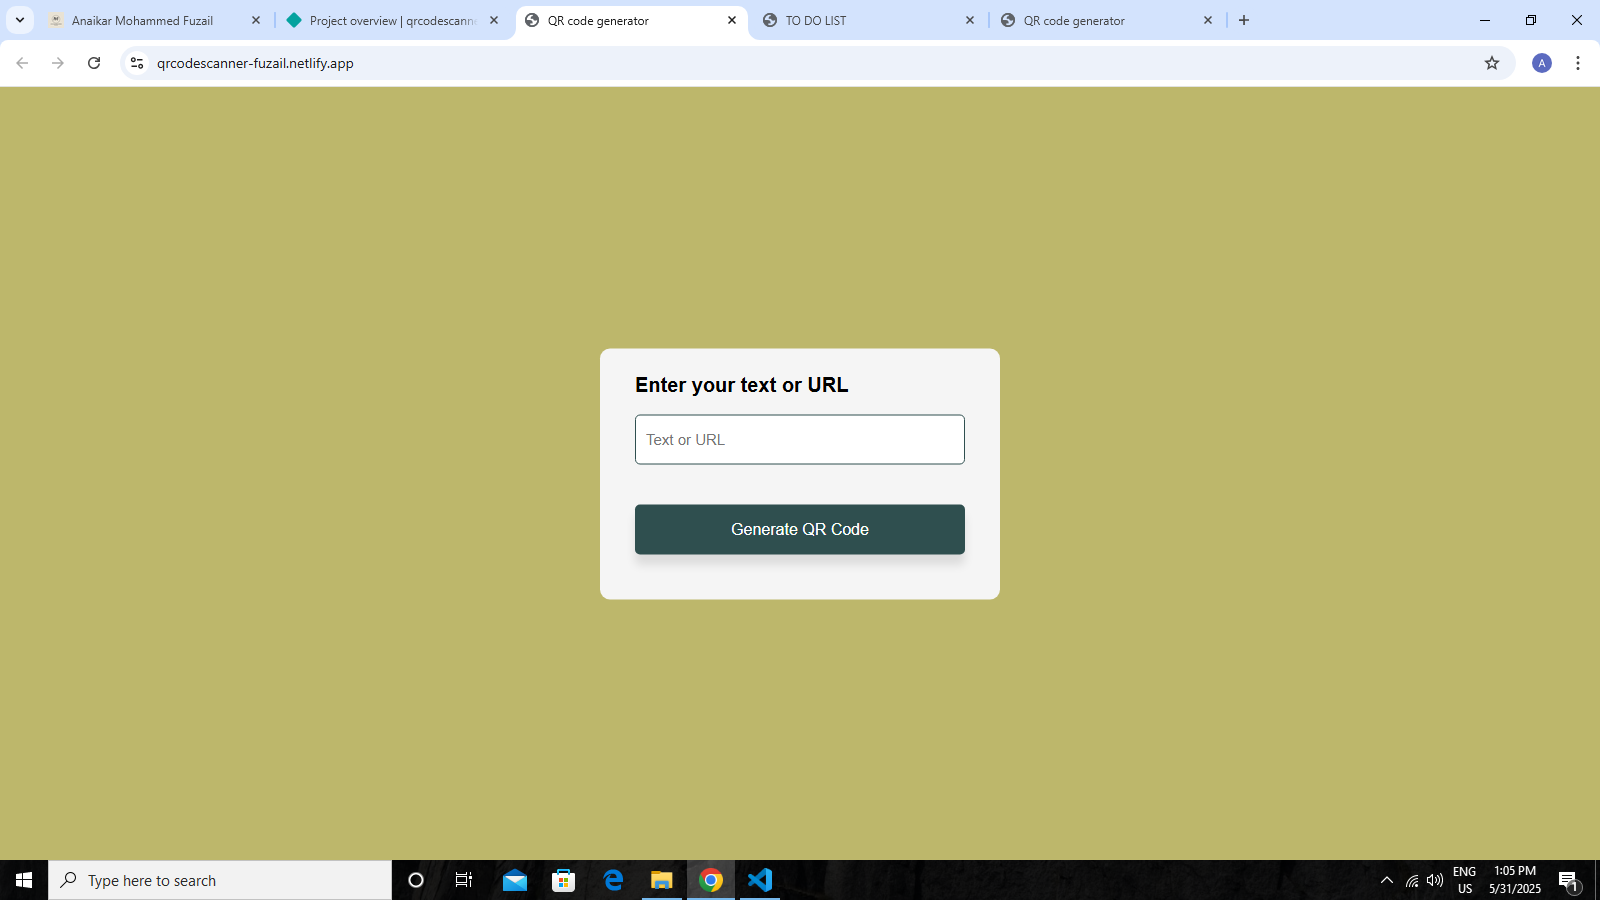 Anaikar Mohammed Fuzail
Project overview | qrcodescann
QR code generator
TO DO LIST
QR code generator
qrcodescanner-fuzail.netlify.app
A
Enter your text or URL
Text or URL
Generate QR Code
Type here to search
ENG
US
1:05 PM
5/31/2025
1